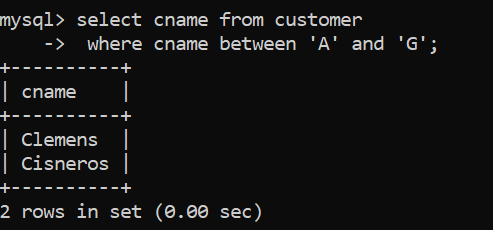 mysql> select cname from customer
    ->  where cname between 'A' and 'G';
+----------+
| cname    |
+----------+
| Clemens  |
| Cisneros |
+----------+
2 rows in set (0.00 sec)